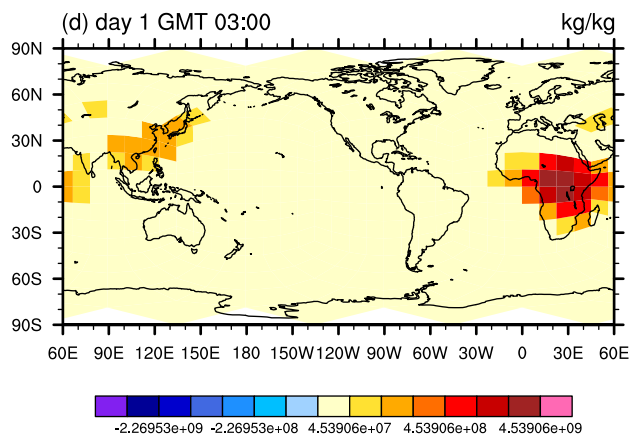 (d) day 1 GMT 03:00 kg/kg
90N
60N
30N
0
30S
60S
90S
60E 90E 120E 150E 180 150W 120W 90W 60W 30W 0 30E 60E
-2.26953e+09 -2.26953e+08 4.53906e+07 4.53906e+08 4.53906e+09